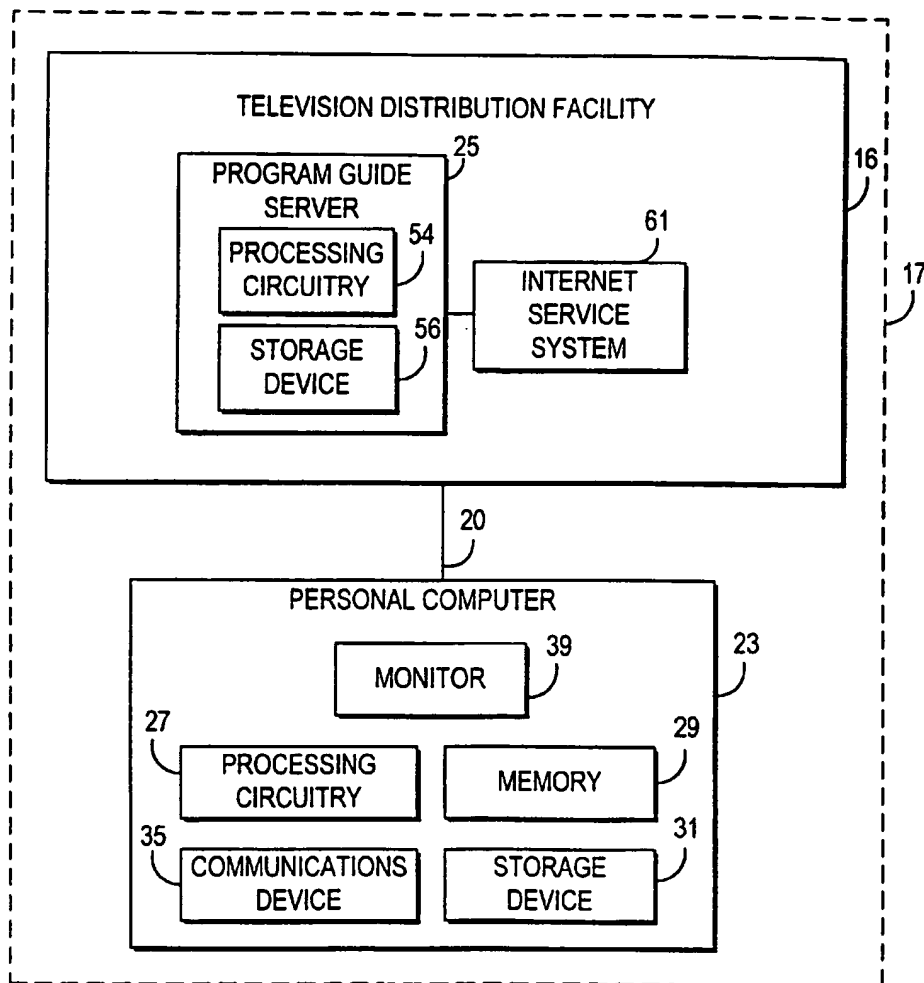 TELEVISION DISTRIBUTION FACILITY
25
16
PROGRAM GUIDE
SERVER
54
61
17
PROCESSING
CIRCUITRY
INTERNET
SERVICE
SYSTEM
56
STORAGE
DEVICE
20
PERSONAL COMPUTER
39
23
MONITOR
27
29
PROCESSING
CIRCUITRY
MEMORY
35
31
COMMUNICATIONS
DEVICE
STORAGE
DEVICE